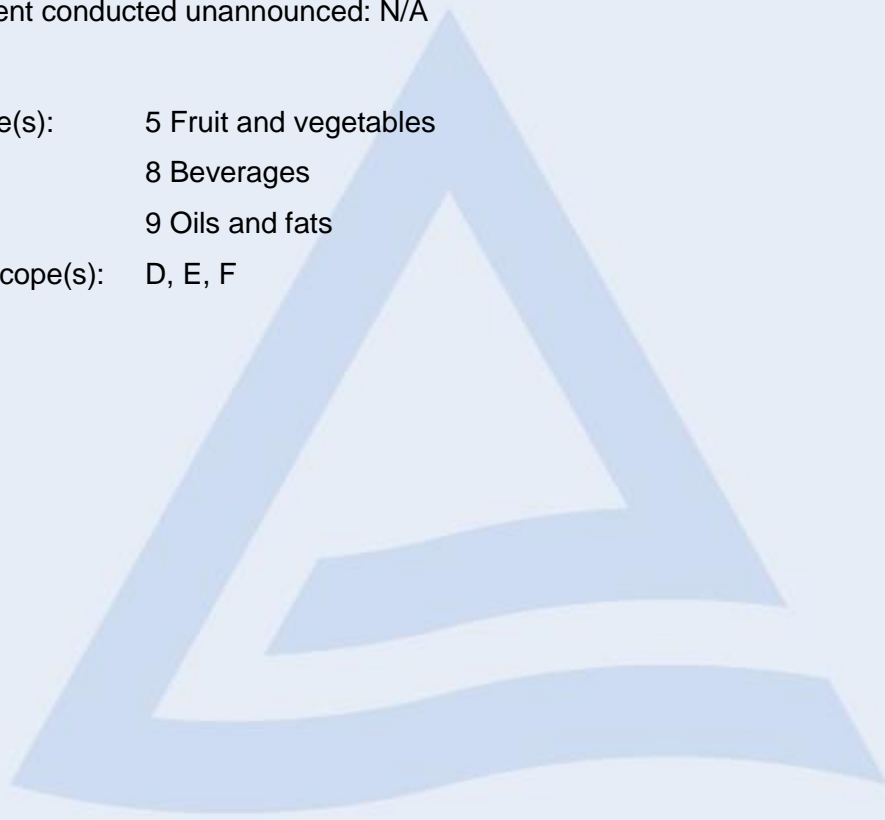 ent conducted unannounced: N/A
e(s): 5 Fruit and vegetables
8 Beverages
9 Oils and fats
cope(s): D, E, F